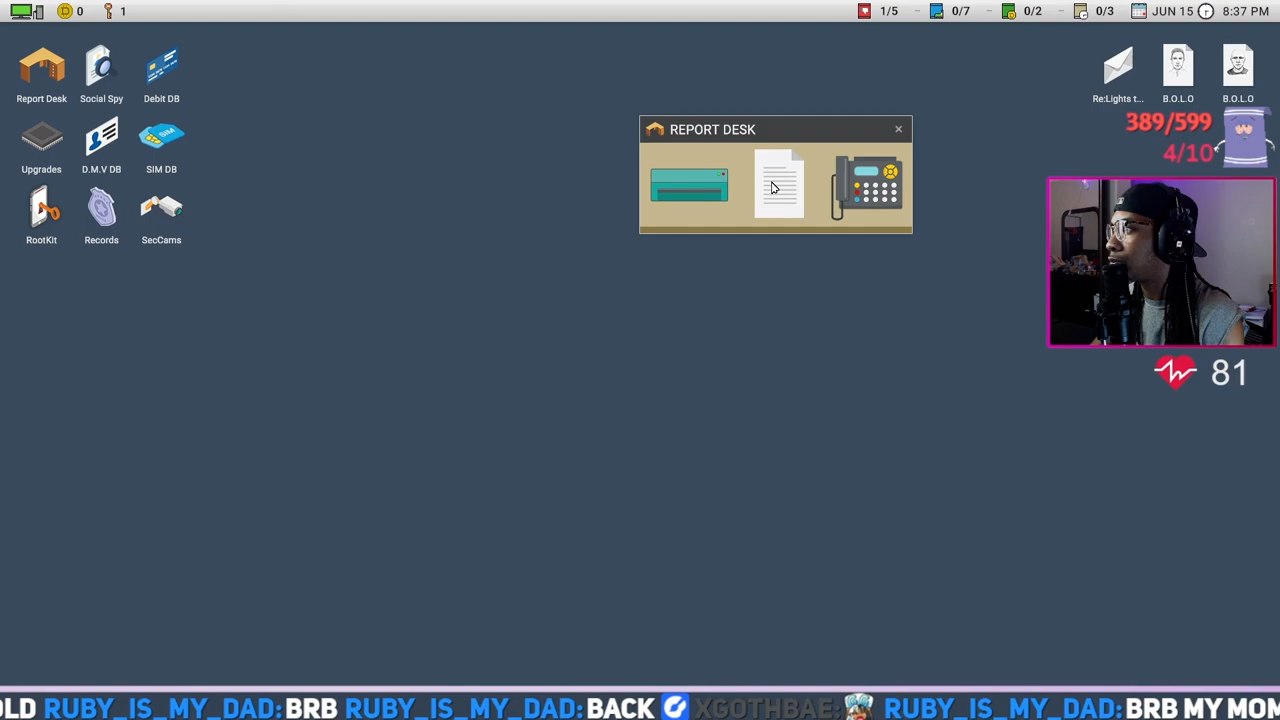 0 1 1/5 0/7 0/2 0/3 JUN 15 8:37 PM
Report Desk Social Spy Debit DB
Re:Lights t... B.O.L.O B.O.L.O
Upgrades D.M.V DB SIM DB
RootKit Records SecCams
REPORT DESK
SIM
389/599
4/10
81
OLD RUBY_IS_MY_DAD: BRB RUBY_IS_MY_DAD: BACK XGOTHBAE: RUBY_IS_MY_DAD: BRB MY MOM